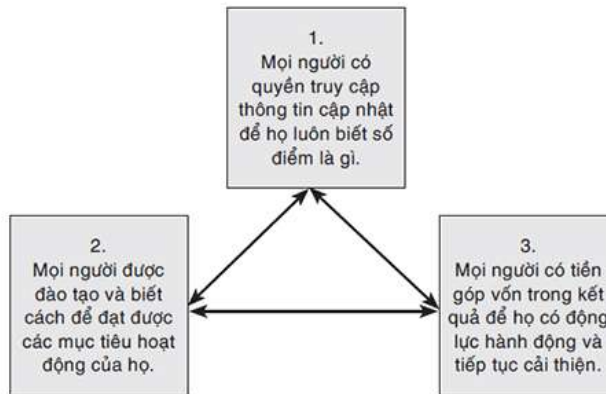 1.
Mọi người có
quyền truy cập
thông tin cập nhật
để họ luôn biết số
điểm là gì.
2.
Mọi người được
đào tạo và biết
cách để đạt được
các mục tiêu hoạt
động của họ.
3.
Mọi người có tiền
góp vốn trong kết
quả để họ có động
lực hành động và
tiếp tục cải thiện.